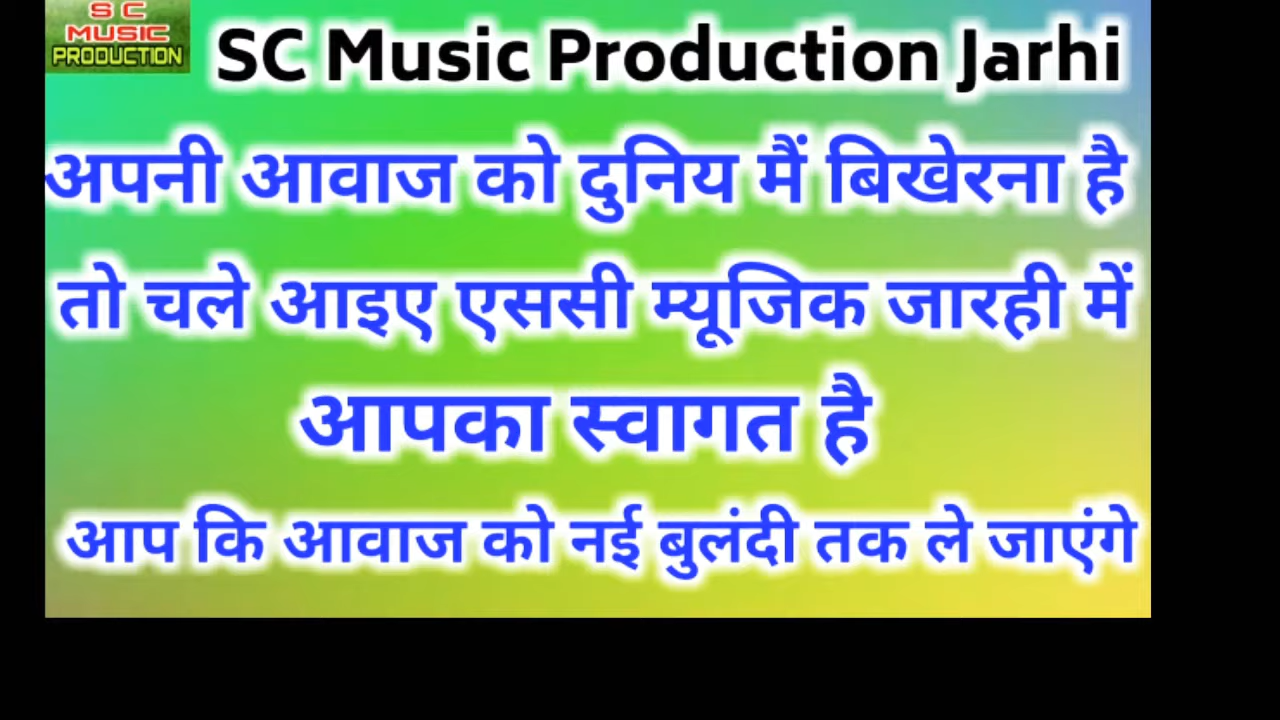 S C
MUSIC
PRODUCTION
SC Music Production Jarhi
अपनी आवाज को दुनिय मैं बिखेरना है
तो चले आइए एससी म्यूजिक जारही में
आपका स्वागत है
आप कि आवाज को नई बुलंदी तक ले जाएंगे